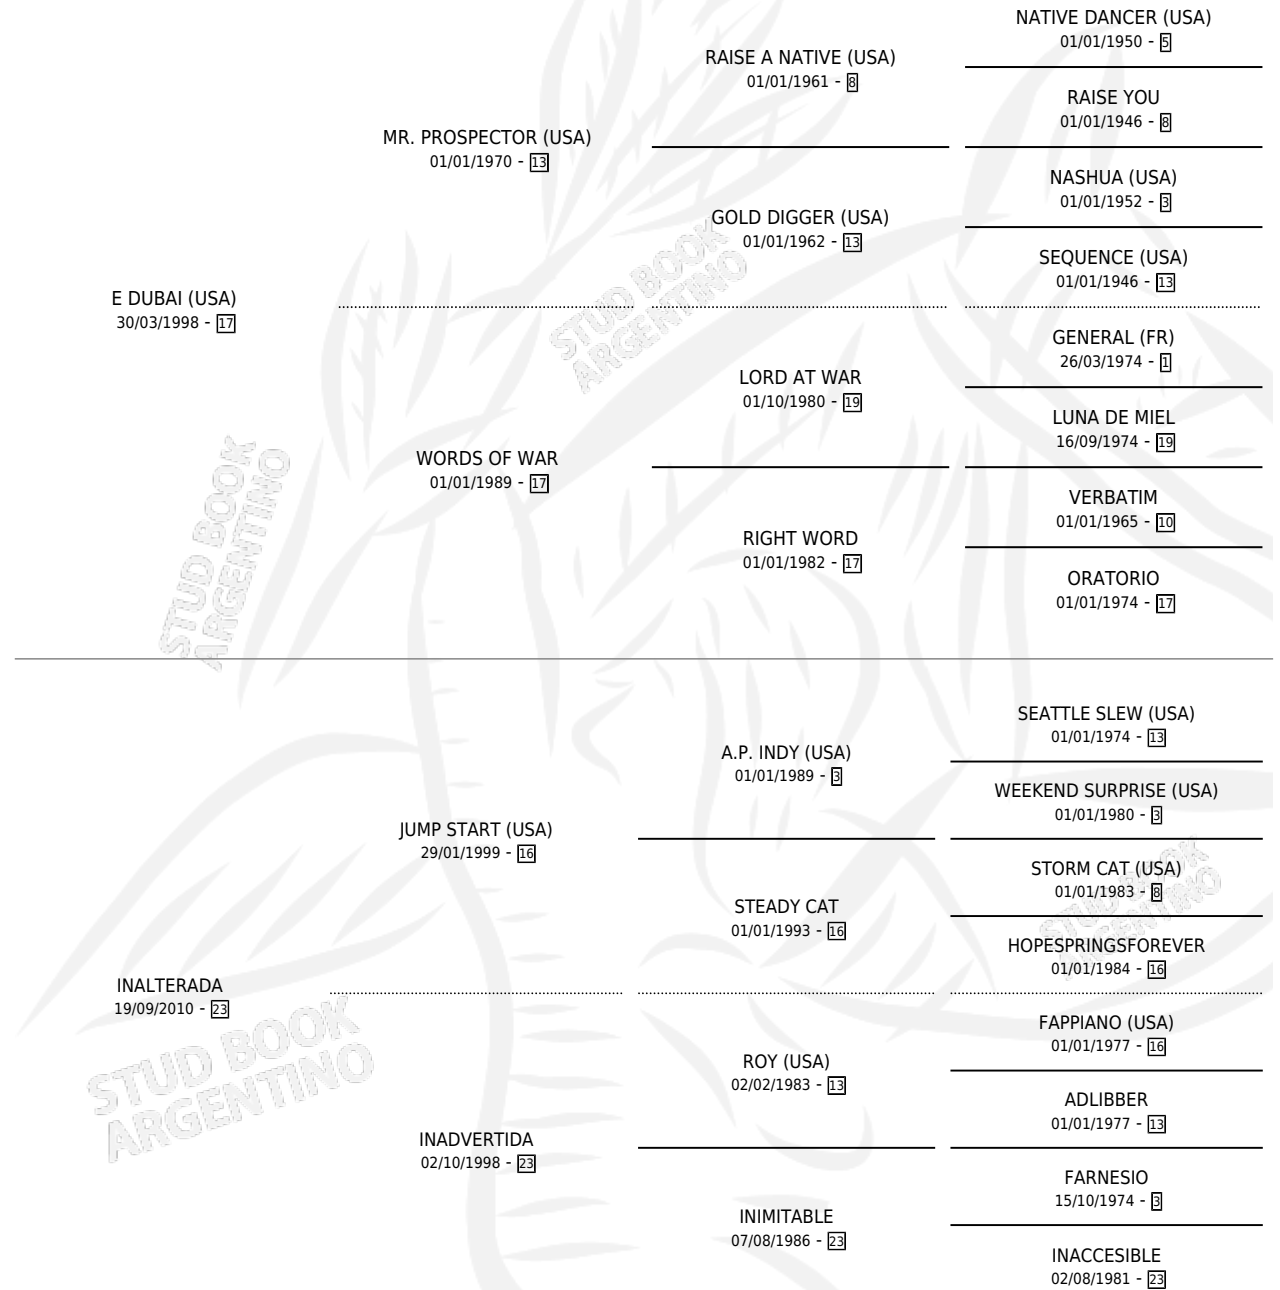 NATIVE DANCER (USA)
01/01/1950 - 5
RAISE A NATIVE (USA)
01/01/1961 - 8
RAISE YOU
01/01/1946 - 8
MR. PROSPECTOR (USA)
01/01/1970 - 13
NASHUA (USA)
01/01/1952 - 3
GOLD DIGGER (USA)
01/01/1962 - 13
SEQUENCE (USA)
01/01/1946 - 13
E DUBAI (USA)
30/03/1998 - 17
GENERAL (FR)
26/03/1974 - 1
LORD AT WAR
01/10/1980 - 19
LUNA DE MIEL
16/09/1974 - 19
WORDS OF WAR
01/01/1989 - 17
VERBATIM
01/01/1965 - 10
RIGHT WORD
01/01/1982 - 17
ORATORIO
01/01/1974 - 17
SEATTLE SLEW (USA)
01/01/1974 - 13
A.P. INDY (USA)
01/01/1989 - 3
WEEKEND SURPRISE (USA)
01/01/1980 - 3
JUMP START (USA)
29/01/1999 - 16
STORM CAT (USA)
01/01/1983 - 8
STEADY CAT
01/01/1993 - 16
HOPESPRINGSFOREVER
01/01/1984 - 16
INALTERADA
19/09/2010 - 23
FAPPIANO (USA)
01/01/1977 - 16
ROY (USA)
02/02/1983 - 13
ADLIBBER
01/01/1977 - 13
INADVERTIDA
02/10/1998 - 23
FARNESIO
15/10/1974 - 3
INIMITABLE
07/08/1986 - 23
INACCESIBLE
02/08/1981 - 23
STUD BOOK
ARGENTINO
STUD BOOK
ARGENTINO
STUD BOOK
ARGENTINO
STUD BOOK
ARGENTINO